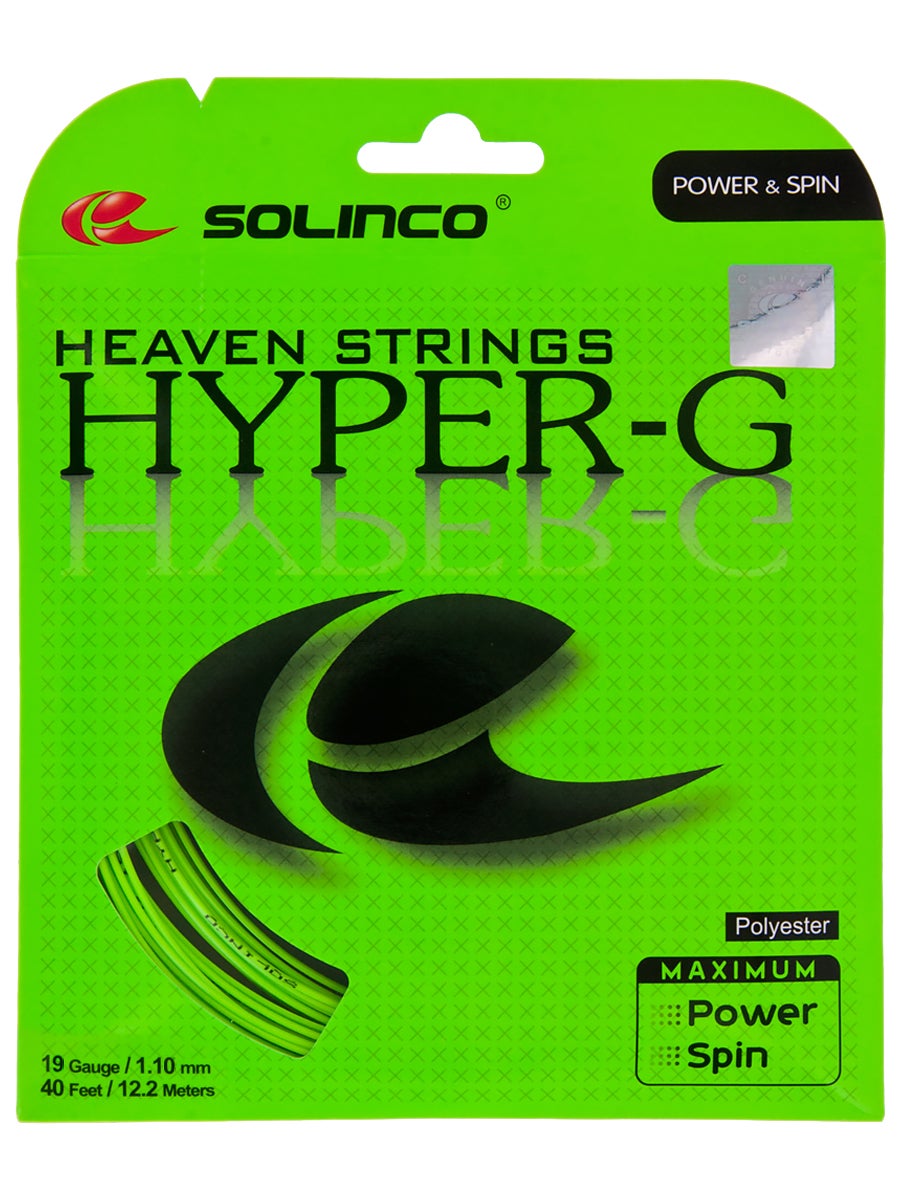 SOLINCO®
POWER & SPIN
HEAVEN STRINGS
HYPER-G
SOLINCO
Polyester
MAXIMUM
Power
Spin
19 Gauge / 1.10 mm
40 Feet / 12.2 Meters